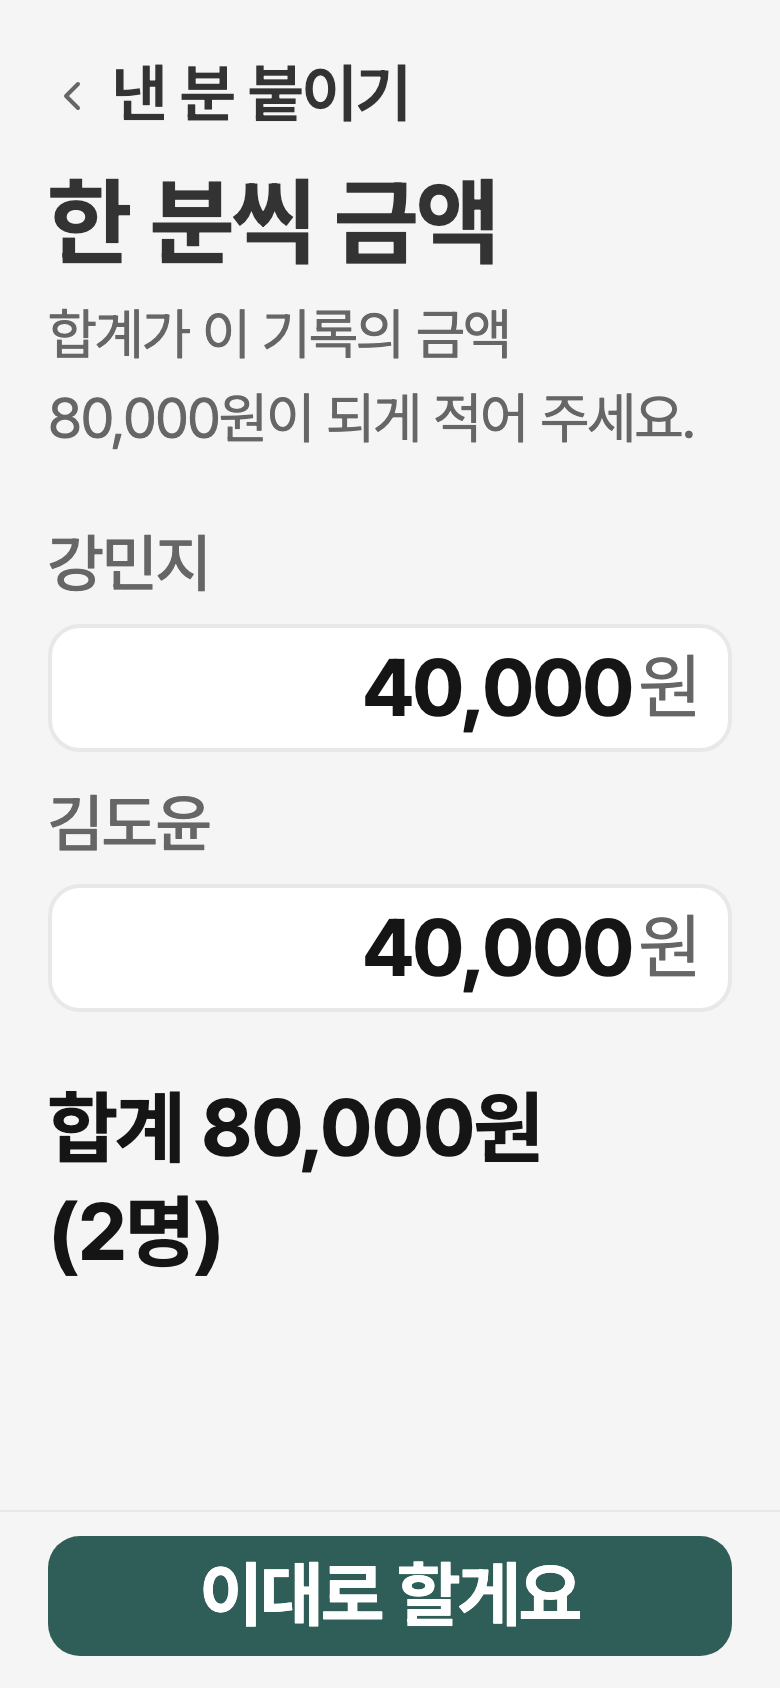 낸 분 붙이기
한 분씩 금액
합계가 이 기록의 금액
80,000원이 되게 적어 주세요.
강민지
40,000원
김도윤
40,000원
합계 80,000원
(2명)
이대로 할게요